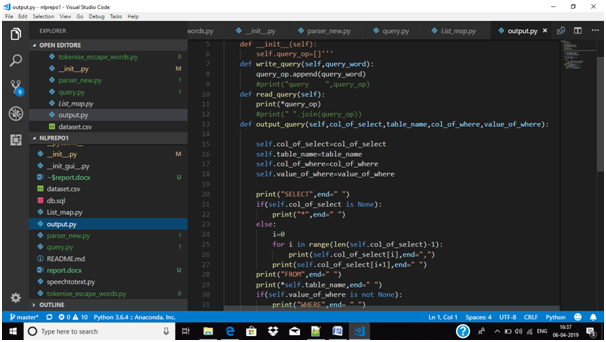 output.py - nlprepo1 - Visual Studio Code
File Edit Selection View Go Debug Tasks Help
EXPLORER
words.py __init__.py parser_new.py query.py List_map.py output.py
OPEN EDITORS
tokenise_escape_words.py 8
__init__.py M
parser_new.py 1
query.py 1
List_map.py
output.py
dataset.csv
NLPREPO1
__init__.py M
__init_gui__.py
~$report.docx U
dataset.csv
db.sql
List_map.py
output.py
parser_new.py 1
query.py 1
README.md
report.docx U
speechtotext.py
tokenise_escape_words.py 8
OUTLINE
5 def __init__(self):
6 self.query_op=[]'''
7 def write_query(self,query_word):
8 query_op.append(query_word)
9 #print("query ",query_op)
10 def read_query(self):
11 print(*query_op)
12 #print(" ".join(query_op))
13 def output_query(self,col_of_select,table_name,col_of_where,value_of_where):
14
15 self.col_of_select=col_of_select
16 self.table_name=table_name
17 self.col_of_where=col_of_where
18 self.value_of_where=value_of_where
19
20 print("SELECT",end=" ")
21 if(self.col_of_select is None):
22 print("*",end=" ")
23 else:
24 i=0
25 for i in range(len(self.col_of_select)-1):
26 print(self.col_of_select[i],end=",")
27 print(self.col_of_select[i+1],end=" ")
28 print("FROM",end=" ")
29 print(*self.table_name,end=" ")
30 if(self.value_of_where is not None):
31 print("WHERE",end=" ")
master* 0 10 Python 3.6.4 :: Anaconda, Inc. Ln 1, Col 1 Spaces: 4 UTF-8 CRLF Python
Type here to search
ENG
16:37
06-04-2019